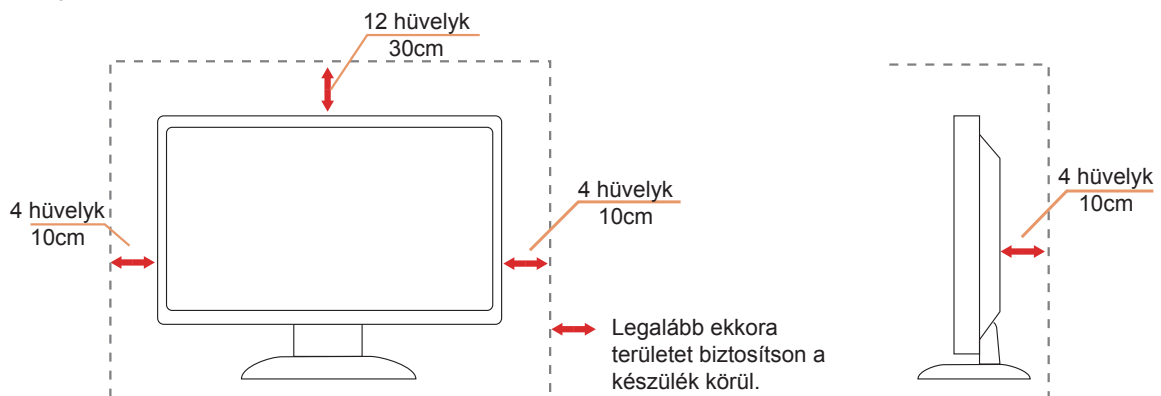 12 hüvelyk
30cm
4 hüvelyk
10cm
4 hüvelyk
10cm
4 hüvelyk
10cm
Legalább ekkora
területet biztosítson a
készülék körül.